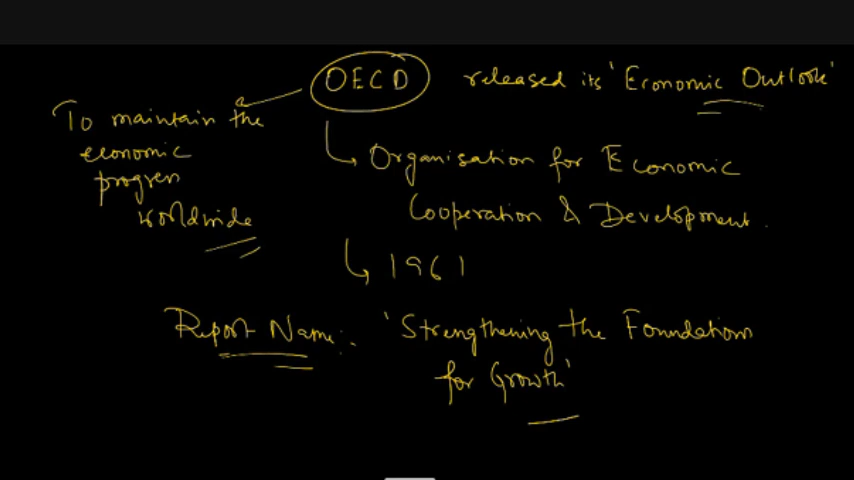 OECD released its 'Economic Outlook'
To maintain the
economic
progress
worldwide
Organisation for Economic
Cooperation & Development.
1961
Report Name:- 'Strengthening the Foundations
for Growth'